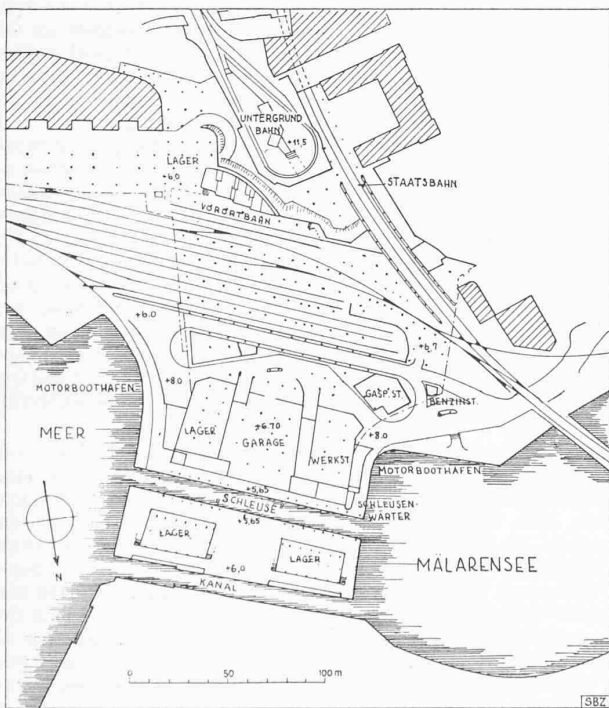 UNTERGRUND
BAHN
+11,5
LAGER
+6.0
STAATSBAHN
VORORTBAHN
+6.0
+6.7
MOTORBOOTHAFEN
+8.0
GASP. ST.
BENZINST.
MEER
LAGER
+6.70
GARAGE
WERKST
+8.0
MOTORBOOTHAFEN
+5,65
„SCHLEUSE"
+5,65
SCHLEUSEN-
WÄRTER
LAGER
LAGER
MÄLARENSEE
+6,0
KANAL
N
0 50 100 m
SBZ